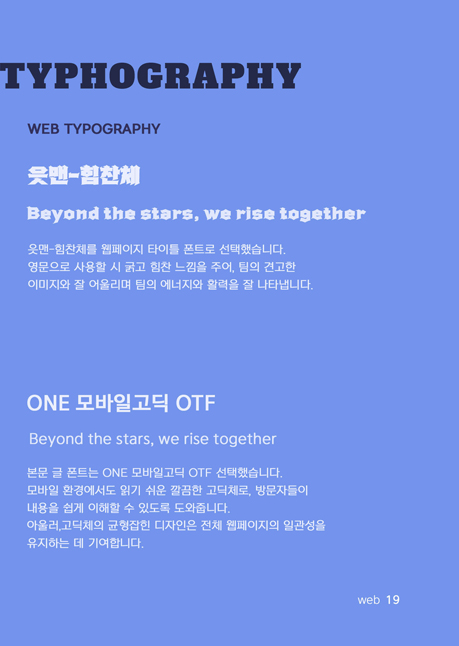 TYPHOGRAPHY
WEB TYPOGRAPHY
웃맨-힘찬체
Beyond the stars, we rise together
웃맨-힘찬체를 웹페이지 타이틀 폰트로 선택했습니다.
영문으로 사용할 시 굵고 힘찬 느낌을 주어, 팀의 견고한
이미지와 잘 어울리며 팀의 에너지와 활력을 잘 나타냅니다.
ONE 모바일고딕 OTF
Beyond the stars, we rise together
본문 글 폰트는 ONE 모바일고딕 OTF 선택했습니다.
모바일 환경에서도 읽기 쉬운 깔끔한 고딕체로, 방문자들이
내용을 쉽게 이해할 수 있도록 도와줍니다.
아울러,고딕체의 균형잡힌 디자인은 전체 웹페이지의 일관성을
유지하는 데 기여합니다.
web 19